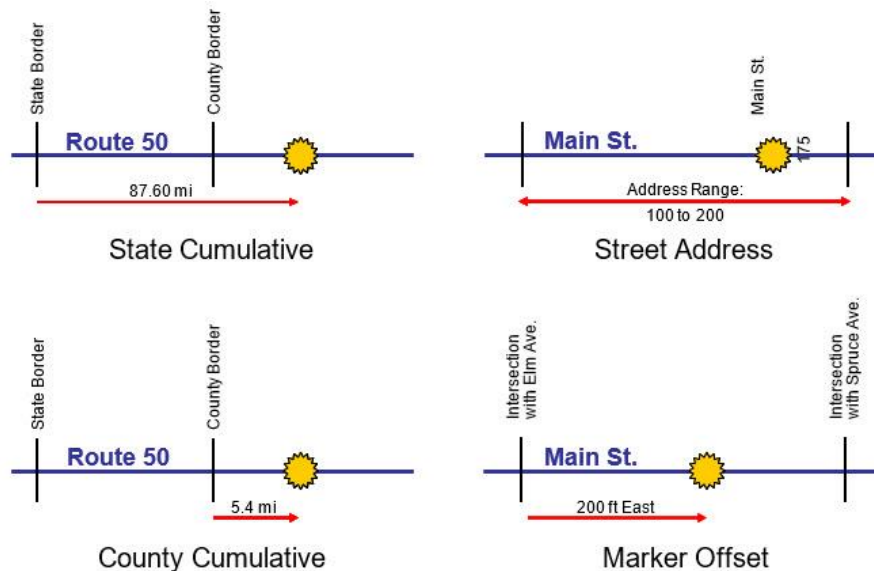 State Border
County Border
Route 50
87.60 mi
State Cumulative
Main St.
Main St.
175
Address Range:
100 to 200
Street Address
State Border
County Border
Route 50
5.4 mi
County Cumulative
Intersection
with Elm Ave.
Intersection
with Spruce Ave.
Main St.
200 ft East
Marker Offset